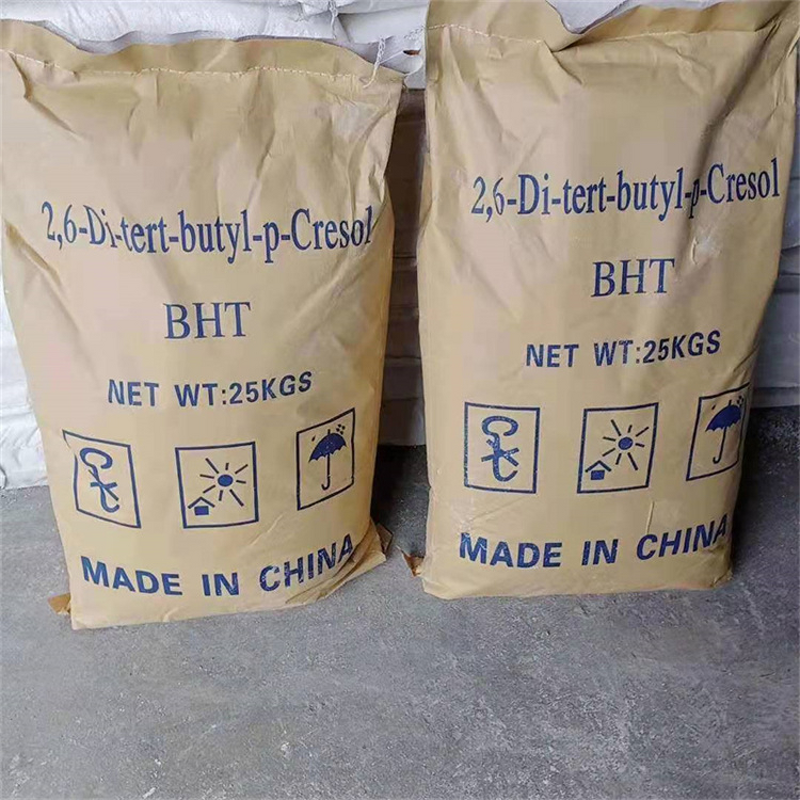 2,6-Di-tert-butyl-p-Cresol
BHT
NET WT:25KGS
MADE IN CHINA
2,6-Di-tert-butyl-p-Cresol
BHT
NET WT:25KGS
MADE IN CHINA